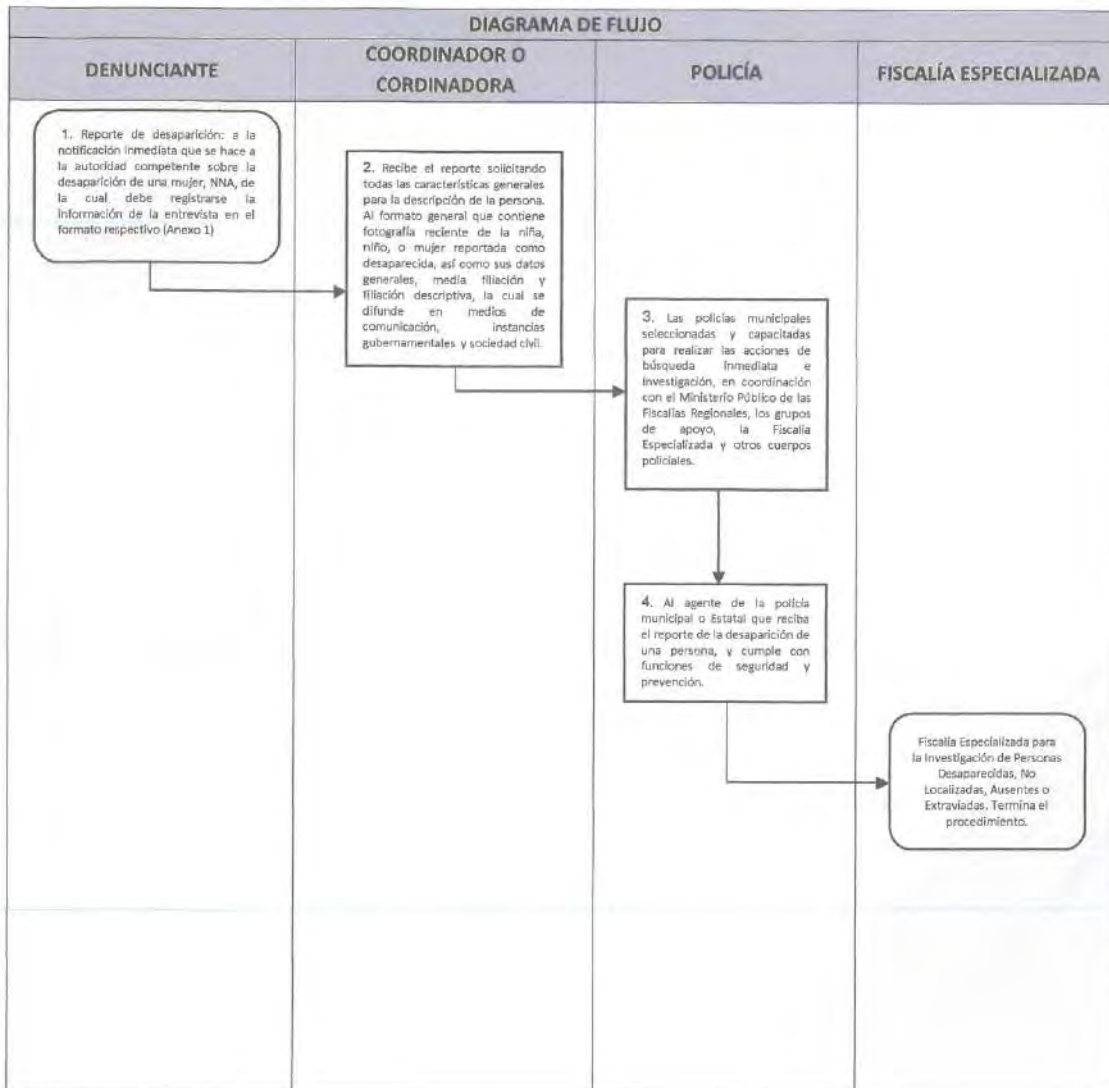 DIAGRAMA DE FLUJO
DENUNCIANTE
COORDINADOR O
CORDINADORA
POLICÍA
FISCALÍA ESPECIALIZADA
1. Reporte de desaparición: a la
notificación inmediata que se hace a
la autoridad competente sobre la
desaparición de una mujer, NNA, de
la cual debe registrarse la
información de la entrevista en el
formato respectivo (Anexo 1)
2. Recibe el reporte solicitando
todas las características generales
para la descripción de la persona.
Al formato general que contiene
fotografía reciente de la niña,
niño, o mujer reportada como
desaparecida, así como sus datos
generales, media filiación y
filiación descriptiva, la cual se
difunde en medios de
comunicación, instancias
gubernamentales y sociedad civil.
3. Las policías municipales
seleccionadas y capacitadas
para realizar las acciones de
búsqueda inmediata e
investigación, en coordinación
con el Ministerio Público de las
Fiscalías Regionales, los grupos
de apoyo, la Fiscalía
Especializada y otros cuerpos
policiales.
4. Al agente de la policía
municipal o Estatal que reciba
el reporte de la desaparición de
una persona, y cumple con
funciones de seguridad y
prevención.
Fiscalía Especializada para
la Investigación de Personas
Desaparecidas, No
Localizadas, Ausentes o
Extraviadas. Termina el
procedimiento.